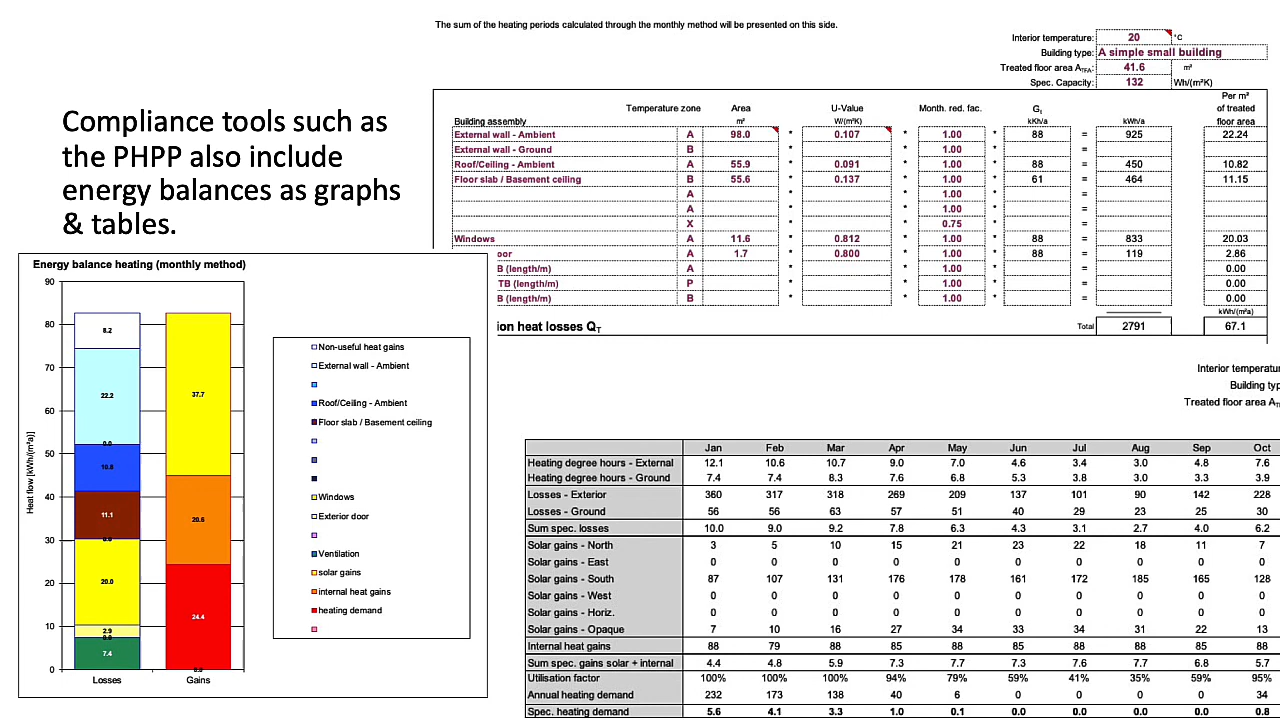 The sum of the heating periods calculated through the monthly method will be presented on this side.
Interior temperature: 20 °C
Building type: A simple small building
Treated floor area ATFA: 41.6 m²
Spec. Capacity: 132 Wh/(m²K)
Per m²
Temperature zone Area U-Value Month. red. fac. Gt of treated
Building assembly m² W/(m²K) kKh/a kWh/a floor area
External wall - Ambient A 98.0 * 0.107 * 1.00 * 88 = 925 22.24
External wall - Ground B * * 1.00 * =
Roof/Ceiling - Ambient A 55.9 * 0.091 * 1.00 * 88 = 450 10.82
Floor slab / Basement ceiling B 55.6 * 0.137 * 1.00 * 61 = 464 11.15
A * * 1.00 * =
A * * 1.00 * =
X * * 0.75 * =
Windows A 11.6 * 0.812 * 1.00 * 88 = 833 20.03
oor A 1.7 * 0.800 * 1.00 * 88 = 119 2.86
B (length/m) A * * 1.00 * = 0.00
TB (length/m) P * * 1.00 * = 0.00
B (length/m) B * * 1.00 * = 0.00
kWh/(m²a)
ion heat losses QT Total 2791 67.1
Compliance tools such as
the PHPP also include
energy balances as graphs
& tables.
Energy balance heating (monthly method)
Heat flow [kWh/(m²a)]
90
80
70
60
50
40
30
20
10
0
8.2
22.2
0.0
10.8
11.1
0.0
20.0
2.9
0.0
7.4
37.7
20.6
24.4
0.0
Losses Gains
Non-useful heat gains
External wall - Ambient
Roof/Ceiling - Ambient
Floor slab / Basement ceiling
Windows
Exterior door
Ventilation
solar gains
internal heat gains
heating demand
Interior temperatur
Building typ
Treated floor area AT
Jan Feb Mar Apr May Jun Jul Aug Sep Oct
Heating degree hours - External 12.1 10.6 10.7 9.0 7.0 4.6 3.4 3.0 4.8 7.6
Heating degree hours - Ground 7.4 7.4 8.3 7.6 6.8 5.3 3.8 3.0 3.3 3.9
Losses - Exterior 360 317 318 269 209 137 101 90 142 228
Losses - Ground 56 56 63 57 51 40 29 23 25 30
Sum spec. losses 10.0 9.0 9.2 7.8 6.3 4.3 3.1 2.7 4.0 6.2
Solar gains - North 3 5 10 15 21 23 22 18 11 7
Solar gains - East 0 0 0 0 0 0 0 0 0 0
Solar gains - South 87 107 131 176 178 161 172 185 165 128
Solar gains - West 0 0 0 0 0 0 0 0 0 0
Solar gains - Horiz. 0 0 0 0 0 0 0 0 0 0
Solar gains - Opaque 7 10 16 27 34 33 34 31 22 13
Internal heat gains 88 79 88 85 88 85 88 88 85 88
Sum spec. gains solar + internal 4.4 4.8 5.9 7.3 7.7 7.3 7.6 7.7 6.8 5.7
Utilisation factor 100% 100% 100% 94% 79% 59% 41% 35% 59% 95%
Annual heating demand 232 173 138 40 6 0 0 0 0 34
Spec. heating demand 5.6 4.1 3.3 1.0 0.1 0.0 0.0 0.0 0.0 0.8